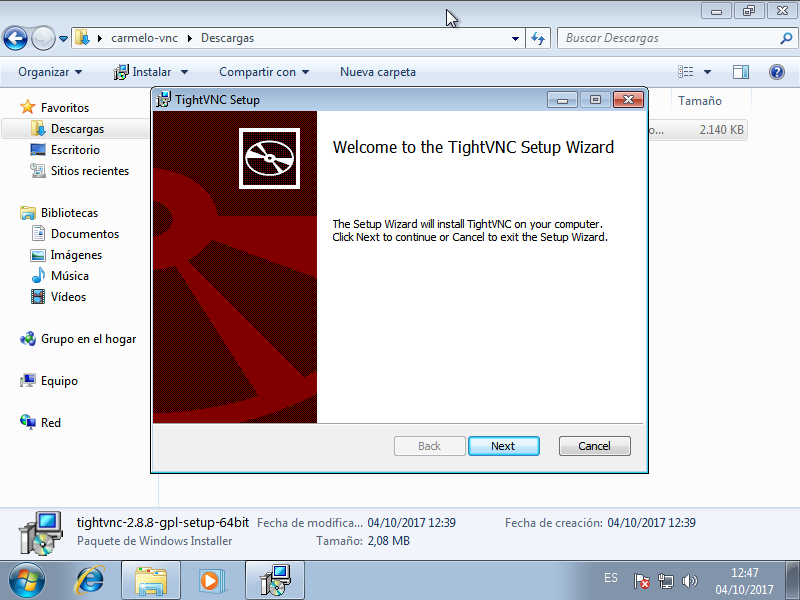 carmelo-vnc
Descargas
Buscar Descargas
Organizar
Instalar
Compartir con
Nueva carpeta
Favoritos
Descargas
Escritorio
Sitios recientes
Bibliotecas
Documentos
Imágenes
Música
Vídeos
Grupo en el hogar
Equipo
Red
Tamaño
o...
2.140 KB
TightVNC Setup
Welcome to the TightVNC Setup Wizard
The Setup Wizard will install TightVNC on your computer.
Click Next to continue or Cancel to exit the Setup Wizard.
Back
Next
Cancel
tightvnc-2.8.8-gpl-setup-64bit
Fecha de modifica... 04/10/2017 12:39
Fecha de creación: 04/10/2017 12:39
Paquete de Windows Installer
Tamaño: 2,08 MB
ES
12:47
04/10/2017